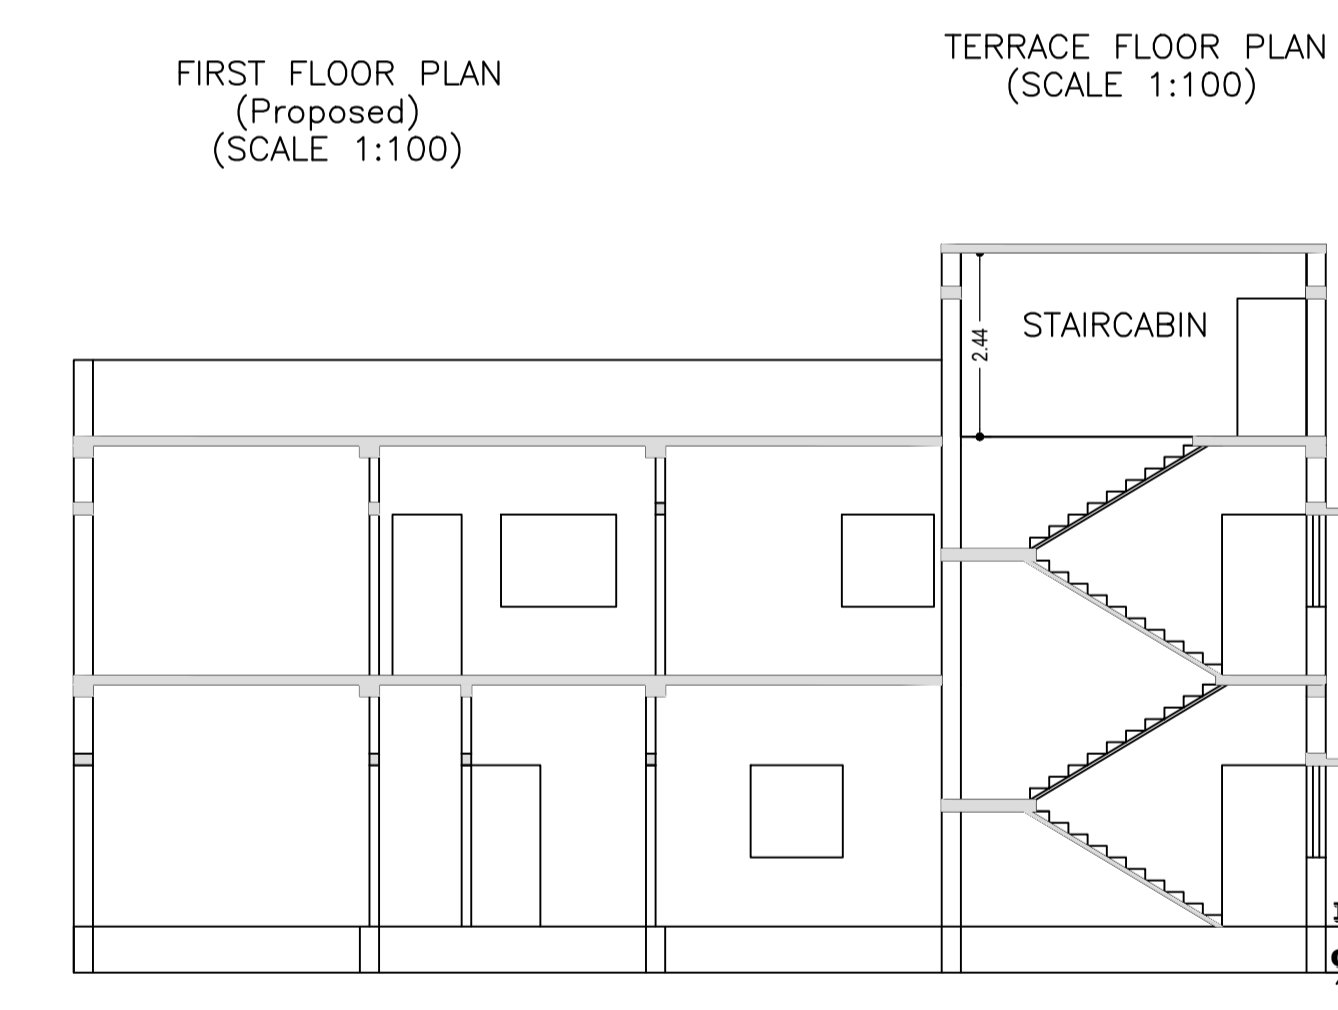 FIRST FLOOR PLAN
(Proposed)
(SCALE 1:100)
TERRACE FLOOR PLAN
(SCALE 1:100)
STAIRCABIN
2.44